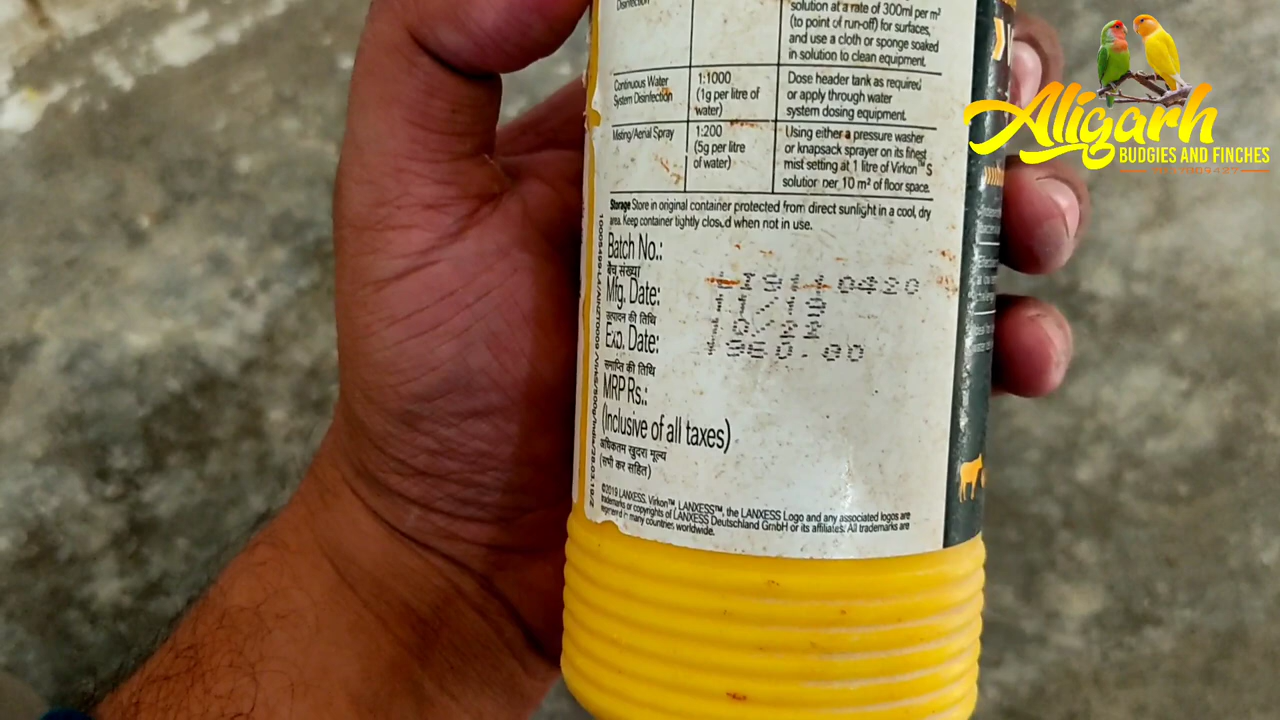 Disinfection
solution at a rate of 300ml per m²
(to point of run-off) for surfaces,
and use a cloth or sponge soaked
in solution to clean equipment.
Continuous Water
System Disinfection
1:1000
(1g per litre of
water)
Dose header tank as required
or apply through water
system dosing equipment.
Misting/Aerial Spray
1:200
(5g per litre
of water)
Using either a pressure washer
or knapsack sprayer on its finest
mist setting at 1 litre of Virkon™ S
solution per 10 m² of floor space.
Storage Store in original container protected from direct sunlight in a cool, dry
area. Keep container tightly closed when not in use.
Batch No.:
बैच संख्या
Mfg. Date:
उत्पादन की तिथि
Exp. Date:
समाप्ति की तिथि
MRP Rs.:
(Inclusive of all taxes)
अधिकतम खुदरा मूल्य
(सभी कर सहित)
11/19
10/22
960.00
©2019 LANXESS. Virkon™, LANXESS™, the LANXESS Logo and any associated logos are
trademarks or copyrights of LANXESS Deutschland GmbH or its affiliates. All trademarks are
registered in many countries worldwide.
Aligarh
BUDGIES AND FINCHES